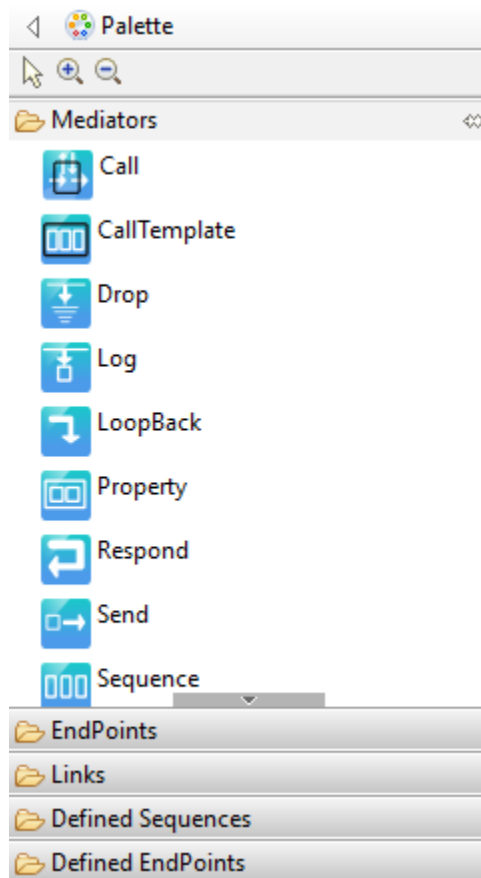 Palette
Mediators
Call
CallTemplate
Drop
Log
LoopBack
Property
Respond
Send
Sequence
EndPoints
Links
Defined Sequences
Defined EndPoints